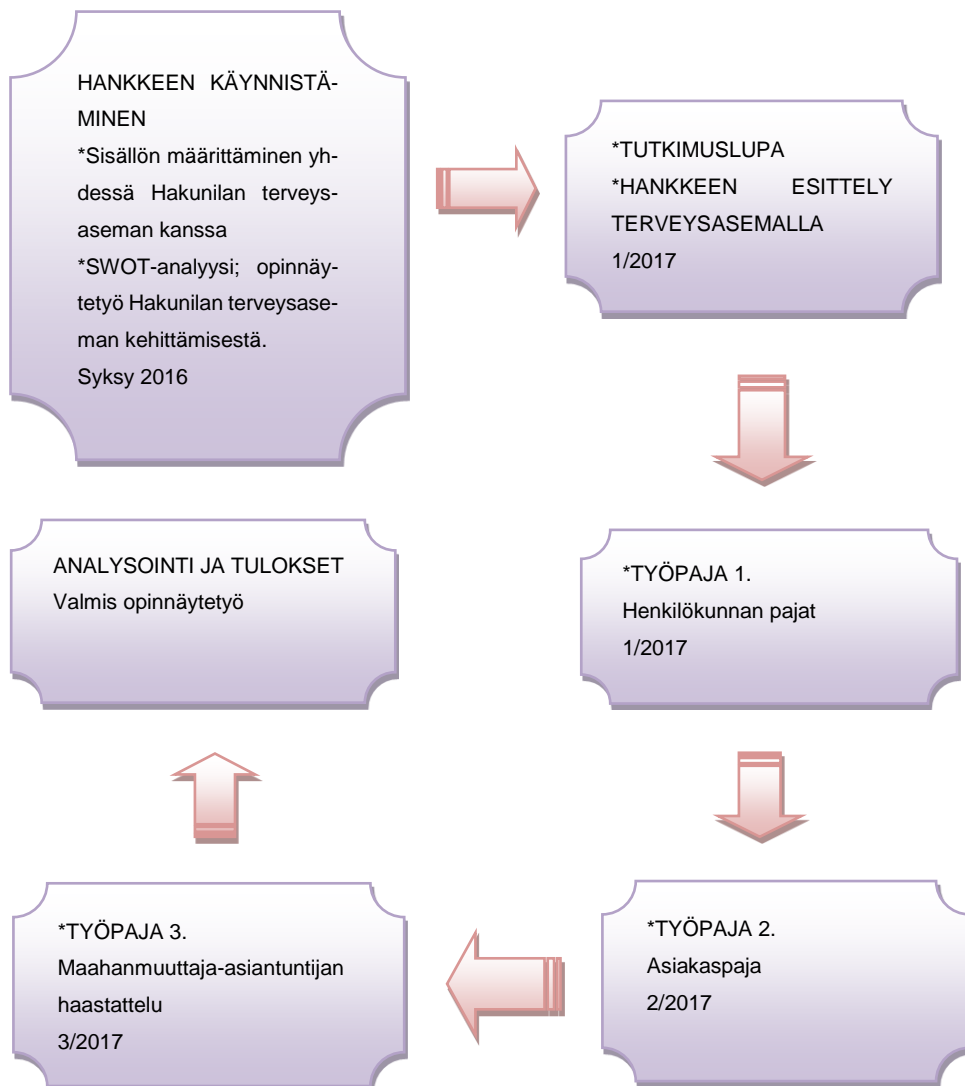 HANKKEEN KÄYNNISTÄ-
MINEN
*Sisällön määrittäminen yh-
dessä Hakunilan terveys-
aseman kanssa
*SWOT-analyysi; opinnäy-
tetyö Hakunilan terveysase-
man kehittämisestä.
Syksy 2016
*TUTKIMUSLUPA
*HANKKEEN ESITTELY
TERVEYSASEMALLA
1/2017
*TYÖPAJA 1.
Henkilökunnan pajat
1/2017
*TYÖPAJA 2.
Asiakaspaja
2/2017
*TYÖPAJA 3.
Maahanmuuttaja-asiantuntijan
haastattelu
3/2017
ANALYSOINTI JA TULOKSET
Valmis opinnäytetyö